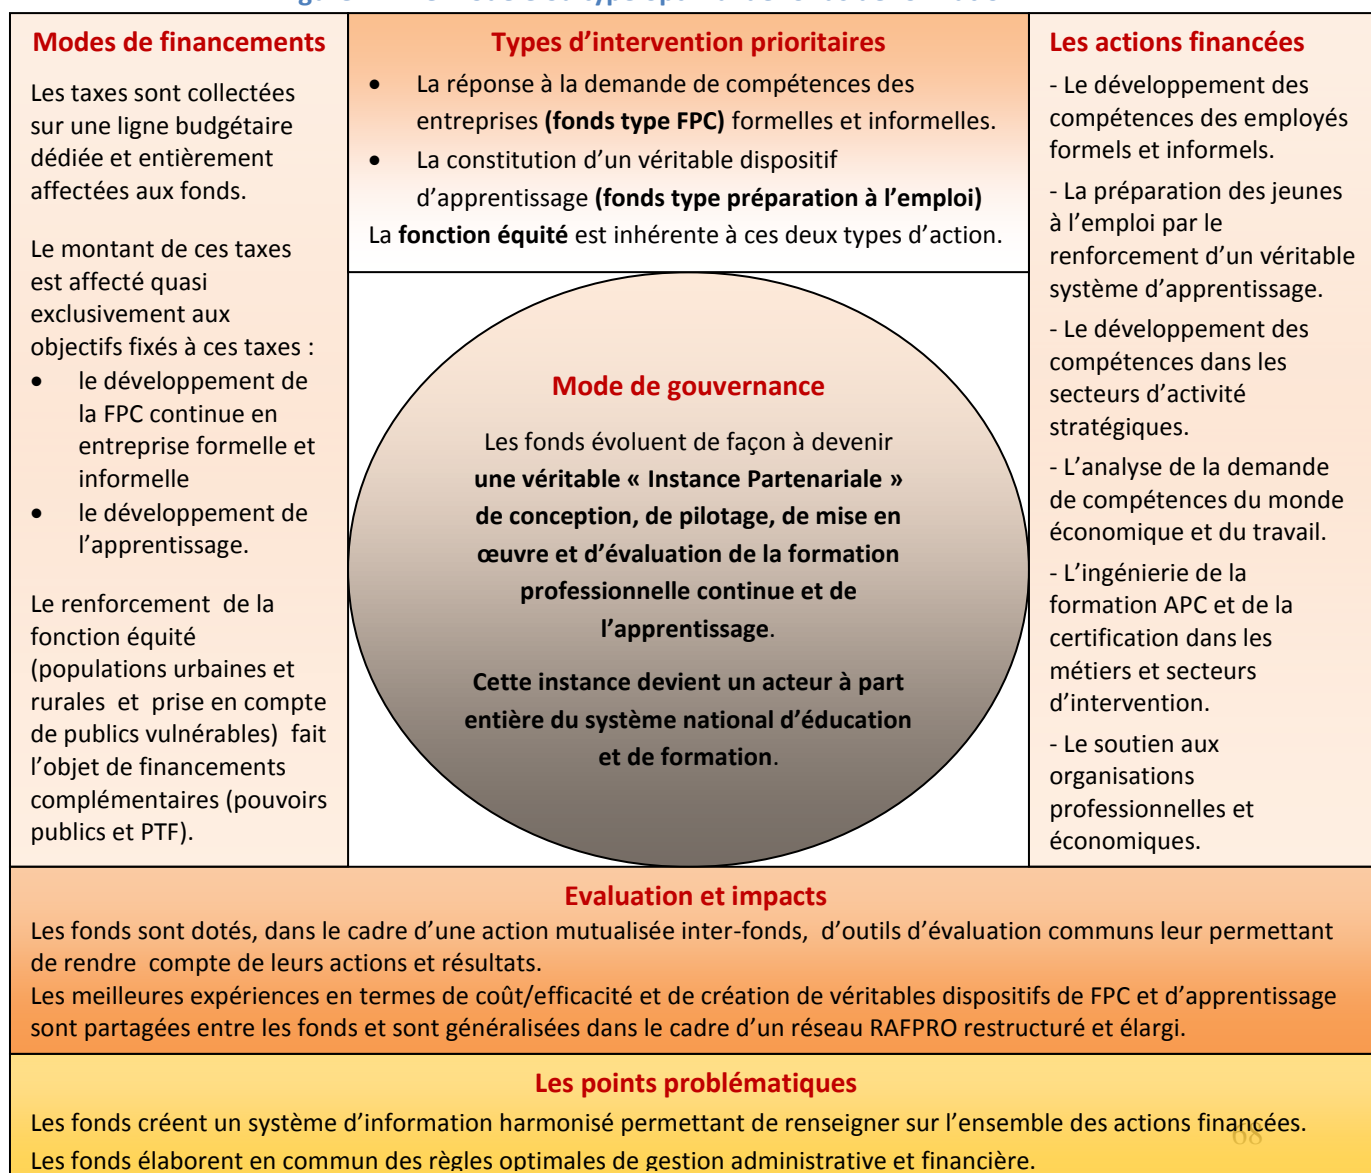 Modes de financements
Les taxes sont collectées
sur une ligne budgétaire
dédiée et entièrement
affectées aux fonds.
Le montant de ces taxes
est affecté quasi
exclusivement aux
objectifs fixés à ces taxes :
• le développement de
la FPC continue en
entreprise formelle et
informelle
• le développement de
l’apprentissage.
Le renforcement de la
fonction équité
(populations urbaines et
rurales et prise en compte
de publics vulnérables) fait
l’objet de financements
complémentaires (pouvoirs
publics et PTF).
Types d’intervention prioritaires
• La réponse à la demande de compétences des
entreprises (fonds type FPC) formelles et informelles.
• La constitution d’un véritable dispositif
d’apprentissage (fonds type préparation à l’emploi)
La fonction équité est inhérente à ces deux types d’action.
Mode de gouvernance
Les fonds évoluent de façon à devenir
une véritable « Instance Partenariale »
de conception, de pilotage, de mise en
œuvre et d’évaluation de la formation
professionnelle continue et de
l’apprentissage.
Cette instance devient un acteur à part
entière du système national d’éducation
et de formation.
Les actions financées
- Le développement des
compétences des employés
formels et informels.
- La préparation des jeunes
à l’emploi par le
renforcement d’un véritable
système d’apprentissage.
- Le développement des
compétences dans les
secteurs d’activité
stratégiques.
- L’analyse de la demande
de compétences du monde
économique et du travail.
- L’ingénierie de la
formation APC et de la
certification dans les
métiers et secteurs
d’intervention.
- Le soutien aux
organisations
professionnelles et
économiques.
Evaluation et impacts
Les fonds sont dotés, dans le cadre d’une action mutualisée inter-fonds, d’outils d’évaluation communs leur permettant
de rendre compte de leurs actions et résultats.
Les meilleures expériences en termes de coût/efficacité et de création de véritables dispositifs de FPC et d’apprentissage
sont partagées entre les fonds et sont généralisées dans le cadre d’un réseau RAFPRO restructuré et élargi.
Les points problématiques
Les fonds créent un système d’information harmonisé permettant de renseigner sur l’ensemble des actions financées.
68
Les fonds élaborent en commun des règles optimales de gestion administrative et financière.